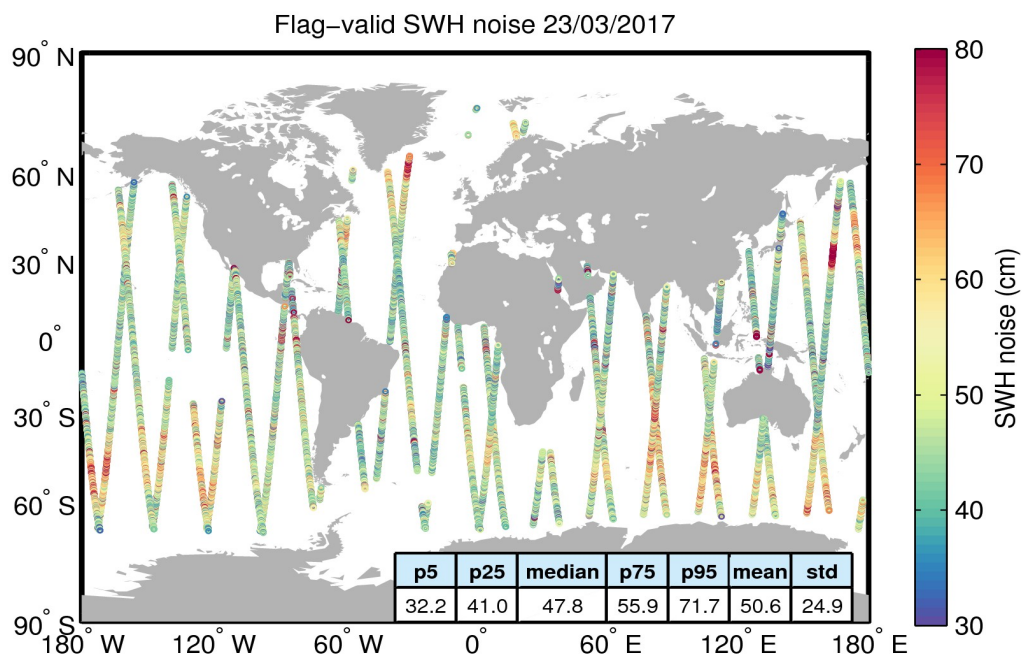 Flag−valid SWH noise 23/03/2017
90° N
60° N
30° N
0°
30° S
60° S
90° S
180° W 120° W 60° W 0° 60° E 120° E 180° E
p5 p25 median p75 p95 mean std
32.2 41.0 47.8 55.9 71.7 50.6 24.9
80
70
60
50
40
30
SWH noise (cm)